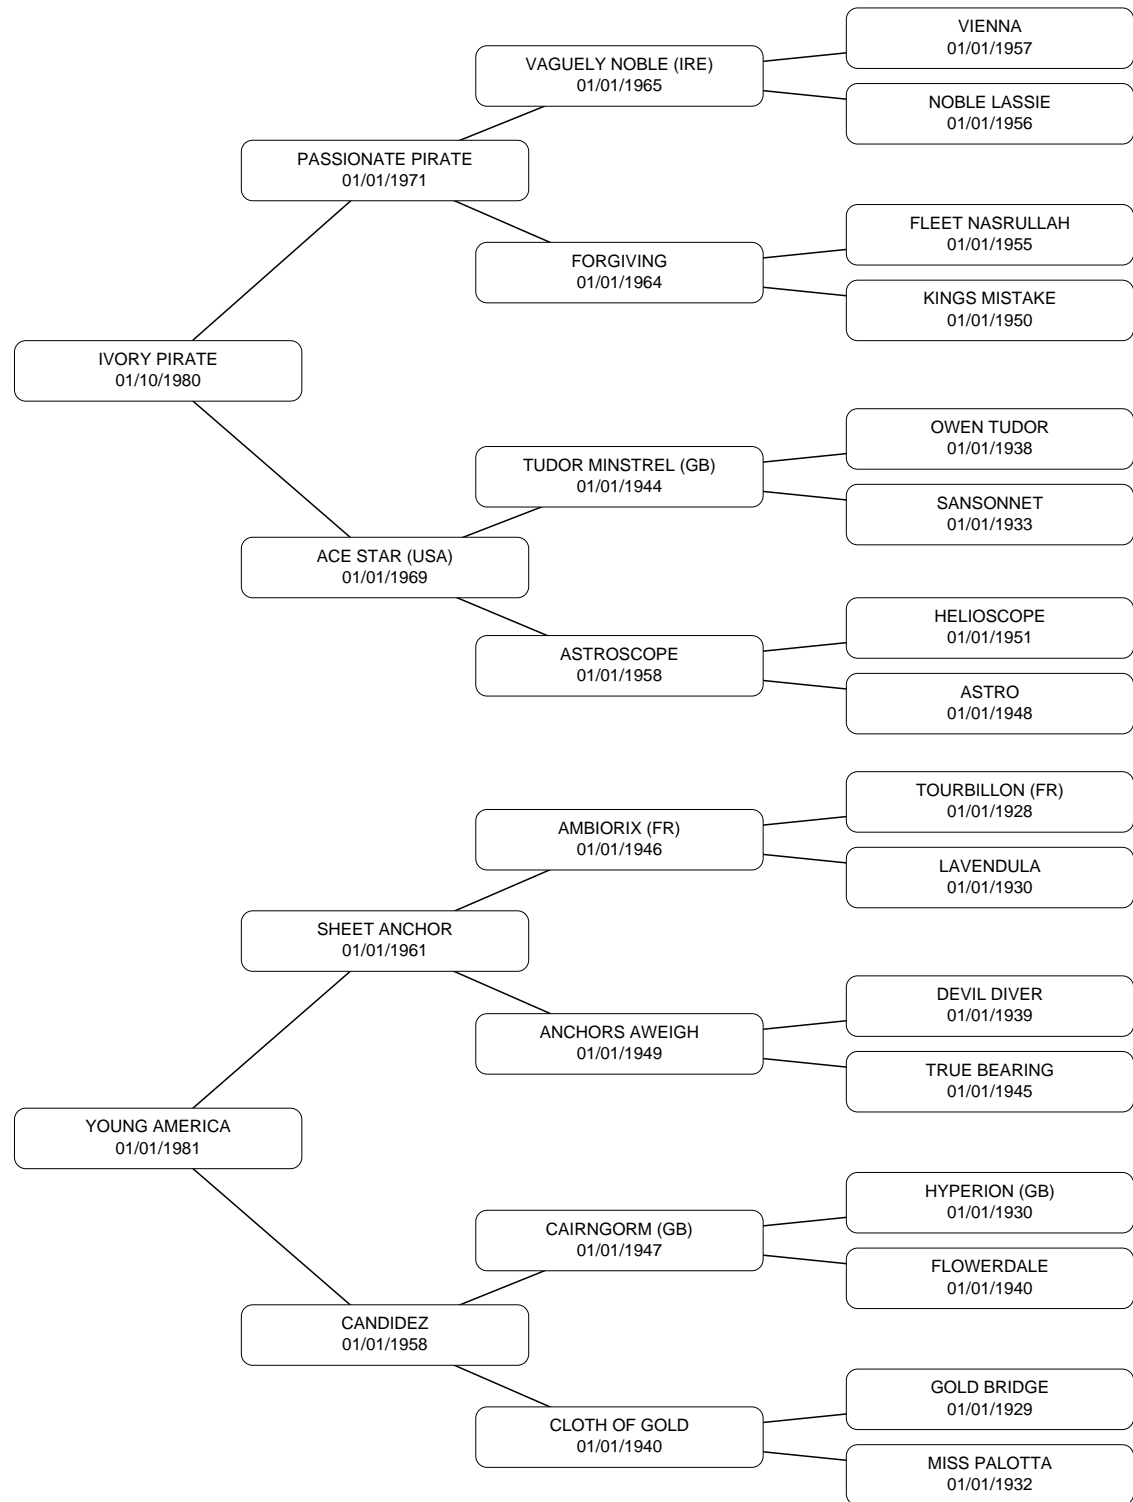 VIENNA
01/01/1957
VAGUELY NOBLE (IRE)
01/01/1965
NOBLE LASSIE
01/01/1956
PASSIONATE PIRATE
01/01/1971
FLEET NASRULLAH
01/01/1955
FORGIVING
01/01/1964
KINGS MISTAKE
01/01/1950
IVORY PIRATE
01/10/1980
OWEN TUDOR
01/01/1938
TUDOR MINSTREL (GB)
01/01/1944
SANSONNET
01/01/1933
ACE STAR (USA)
01/01/1969
HELIOSCOPE
01/01/1951
ASTROSCOPE
01/01/1958
ASTRO
01/01/1948
TOURBILLON (FR)
01/01/1928
AMBIORIX (FR)
01/01/1946
LAVENDULA
01/01/1930
SHEET ANCHOR
01/01/1961
DEVIL DIVER
01/01/1939
ANCHORS AWEIGH
01/01/1949
TRUE BEARING
01/01/1945
YOUNG AMERICA
01/01/1981
HYPERION (GB)
01/01/1930
CAIRNGORM (GB)
01/01/1947
FLOWERDALE
01/01/1940
CANDIDEZ
01/01/1958
GOLD BRIDGE
01/01/1929
CLOTH OF GOLD
01/01/1940
MISS PALOTTA
01/01/1932